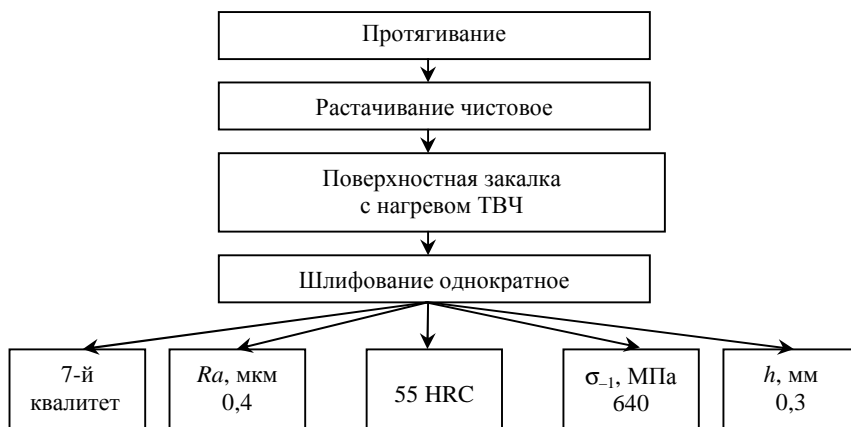 Протягивание
Растачивание чистовое
Поверхностная закалка
с нагревом ТВЧ
Шлифование однократное
7-й
квалитет
Ra, мкм
0,4
55 HRC
σ–1, МПа
640
h, мм
0,3